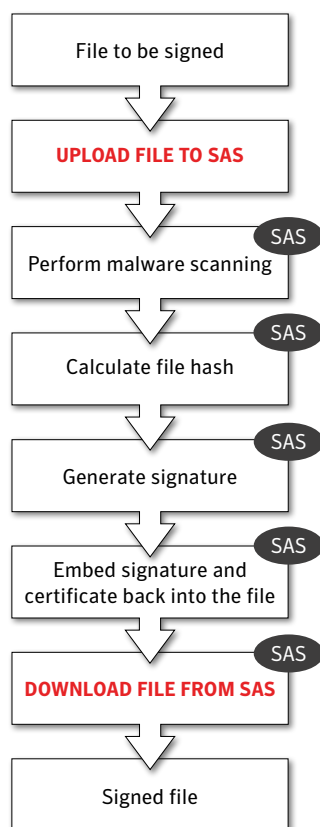 File to be signed
UPLOAD FILE TO SAS
SAS
Perform malware scanning
SAS
Calculate file hash
SAS
Generate signature
SAS
Embed signature and
certificate back into the file
SAS
DOWNLOAD FILE FROM SAS
Signed file